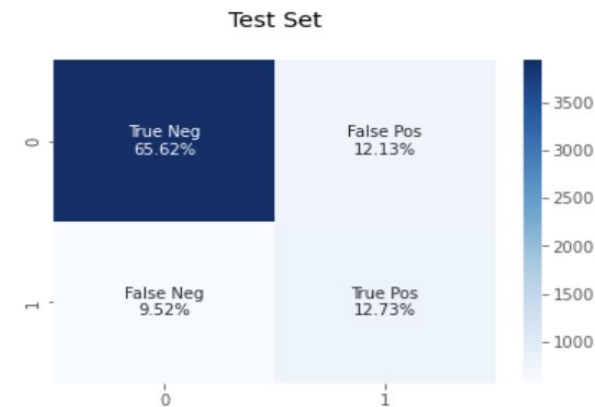 Test Set
True Neg
65.62%
False Pos
12.13%
False Neg
9.52%
True Pos
12.73%
0
1
0
1
3500
3000
2500
2000
1500
1000